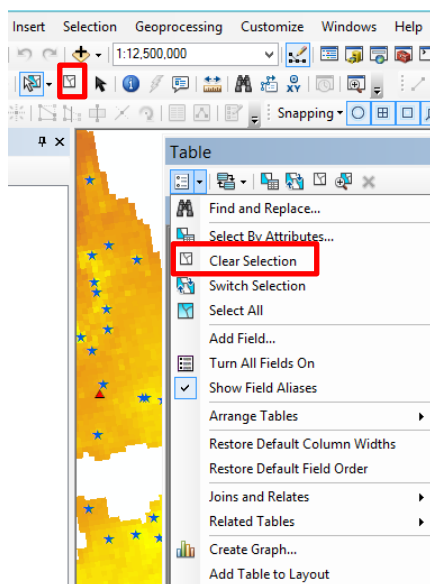 Insert Selection Geoprocessing Customize Windows Help
1:12,500,000
Snapping
Table
Find and Replace...
Select By Attributes...
Clear Selection
Switch Selection
Select All
Add Field...
Turn All Fields On
Show Field Aliases
Arrange Tables
Restore Default Column Widths
Restore Default Field Order
Joins and Relates
Related Tables
Create Graph...
Add Table to Layout